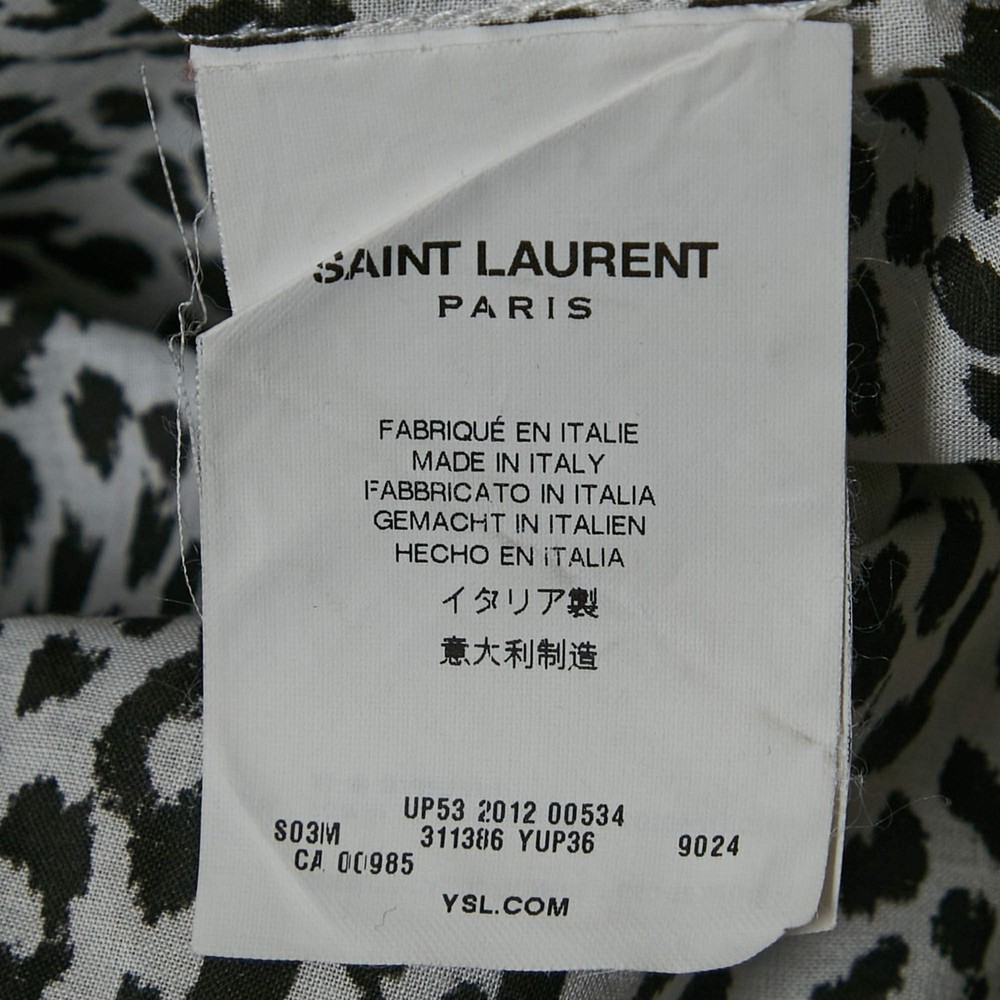 SAINT LAURENT
PARIS
FABRIQUÉ EN ITALIE
MADE IN ITALY
FABBRICATO IN ITALIA
GEMACHT IN ITALIEN
HECHO EN ITALIA
イタリア製
意大利制造
UP53 2012 00534
S03M 311386 YUP36 9024
CA 00985
YSL.COM